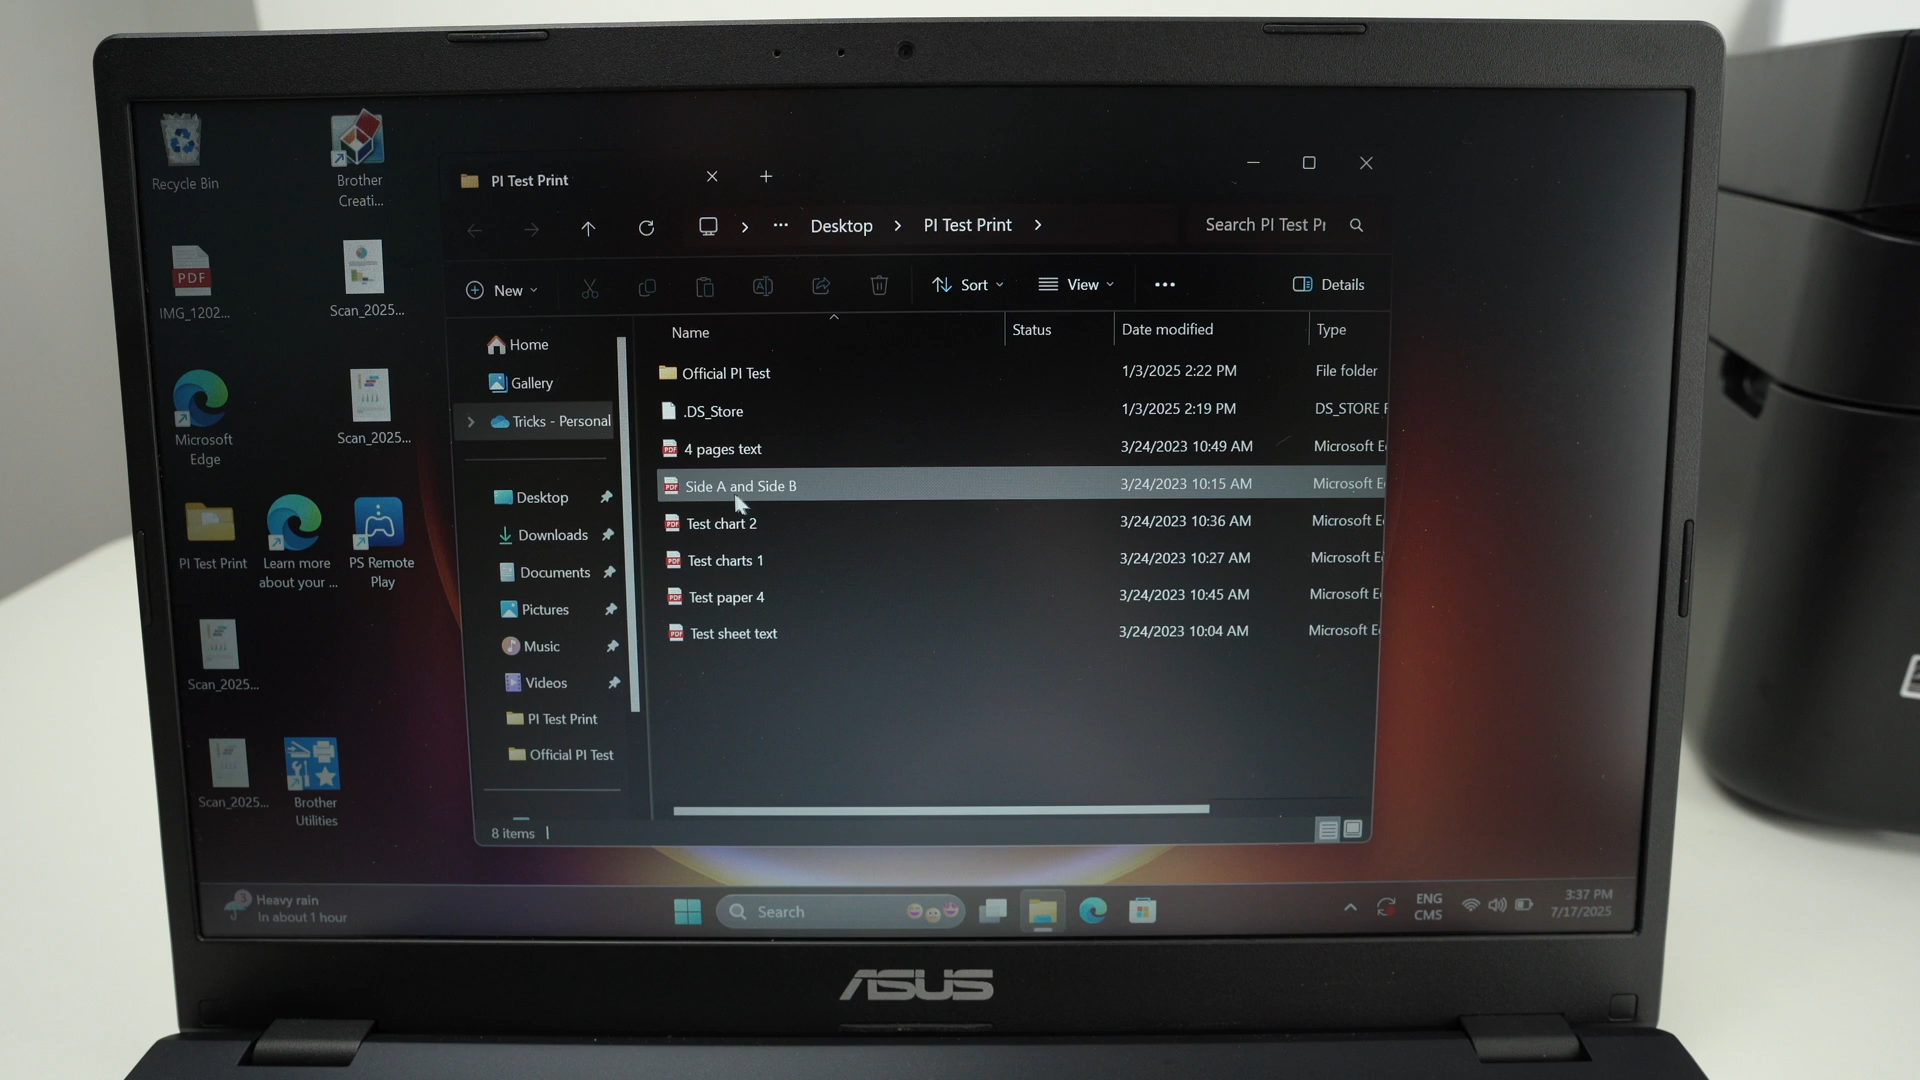 Recycle Bin
Brother
Creati...
PDF
IMG_1202...
Scan_2025...
Microsoft
Edge
Scan_2025...
PI Test Print
Learn more
about your ...
PS Remote
Play
Scan_2025...
Scan_2025...
Brother
Utilities
PI Test Print
Desktop
PI Test Print
Search PI Test Pr
New
Sort
View
Details
Home
Gallery
Tricks - Personal
Desktop
Downloads
Documents
Pictures
Music
Videos
PI Test Print
Official PI Test
Name Status Date modified Type
Official PI Test 1/3/2025 2:22 PM File folder
.DS_Store 1/3/2025 2:19 PM DS_STORE F
4 pages text 3/24/2023 10:49 AM Microsoft Ed
Side A and Side B 3/24/2023 10:15 AM Microsoft E
Test chart 2 3/24/2023 10:36 AM Microsoft E
Test charts 1 3/24/2023 10:27 AM Microsoft E
Test paper 4 3/24/2023 10:45 AM Microsoft E
Test sheet text 3/24/2023 10:04 AM Microsoft E
8 items
3
Heavy rain
In about 1 hour
Search
ENG
CMS
3:37 PM
7/17/2025
ASUS